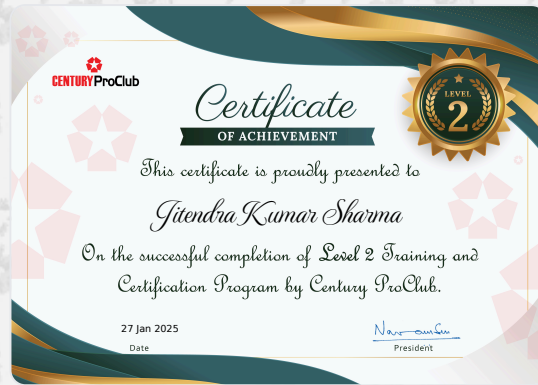 CENTURY ProClub
Certificate
OF ACHIEVEMENT
LEVEL
2
This certificate is proudly presented to
Jitendra Kumar Sharma
On the successful completion of Level 2 Training and
Certification Program by Century ProClub.
27 Jan 2025
Date
President